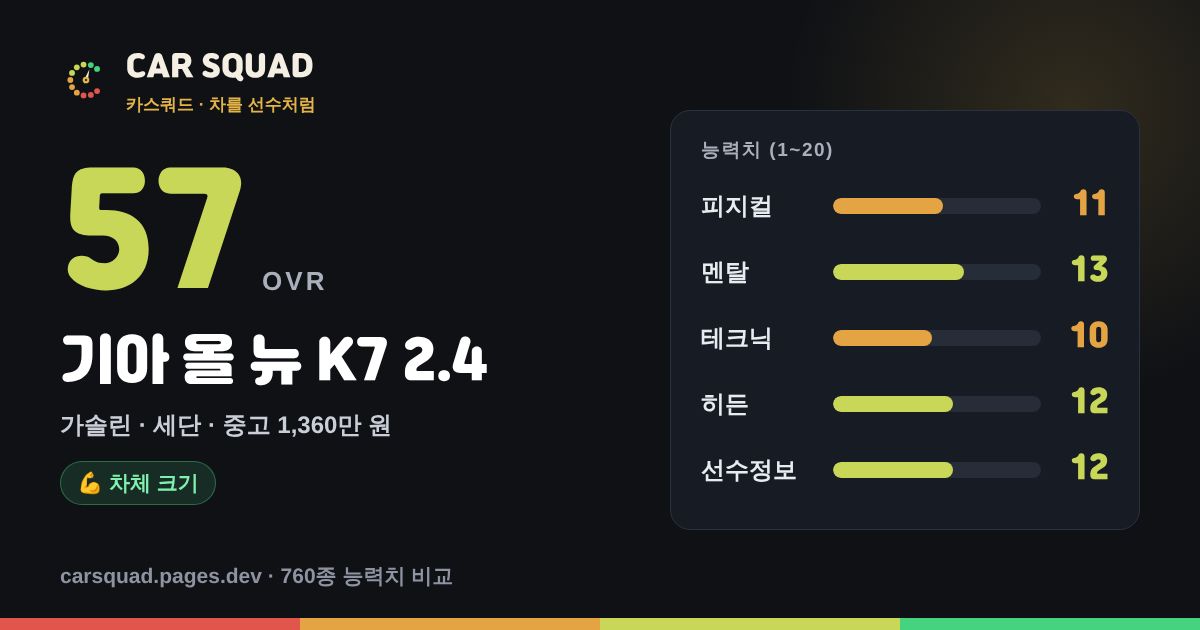 CAR SQUAD
카스쿼드 · 차를 선수처럼
57 OVR
기아 올 뉴 K7 2.4
가솔린 · 세단 · 중고 1,360만 원
💪 차체 크기
carsquad.pages.dev · 760종 능력치 비교
능력치 (1~20)
피지컬 11
멘탈 13
테크닉 10
히든 12
선수정보 12